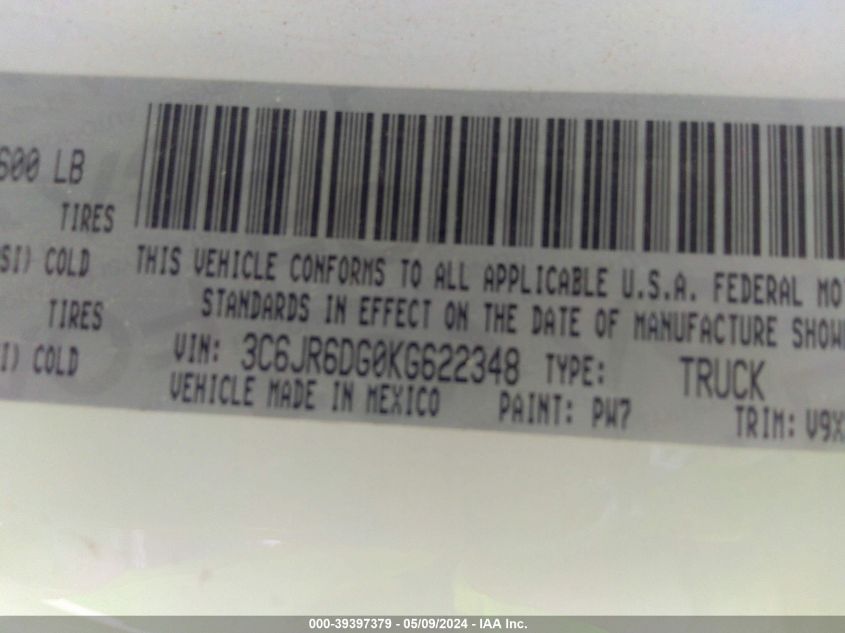 600 LB
TIRES
SI) COLD
TIRES
I) COLD
THIS VEHICLE CONFORMS TO ALL APPLICABLE U.S.A. FEDERAL MO
STANDARDS IN EFFECT ON THE DATE OF MANUFACTURE SHOW
VIN: 3C6JR6DG0KG622348 TYPE: TRUCK
VEHICLE MADE IN MEXICO PAINT: PW7 TRIM: V9X
000-39397379 - 05/09/2024 - IAA Inc.